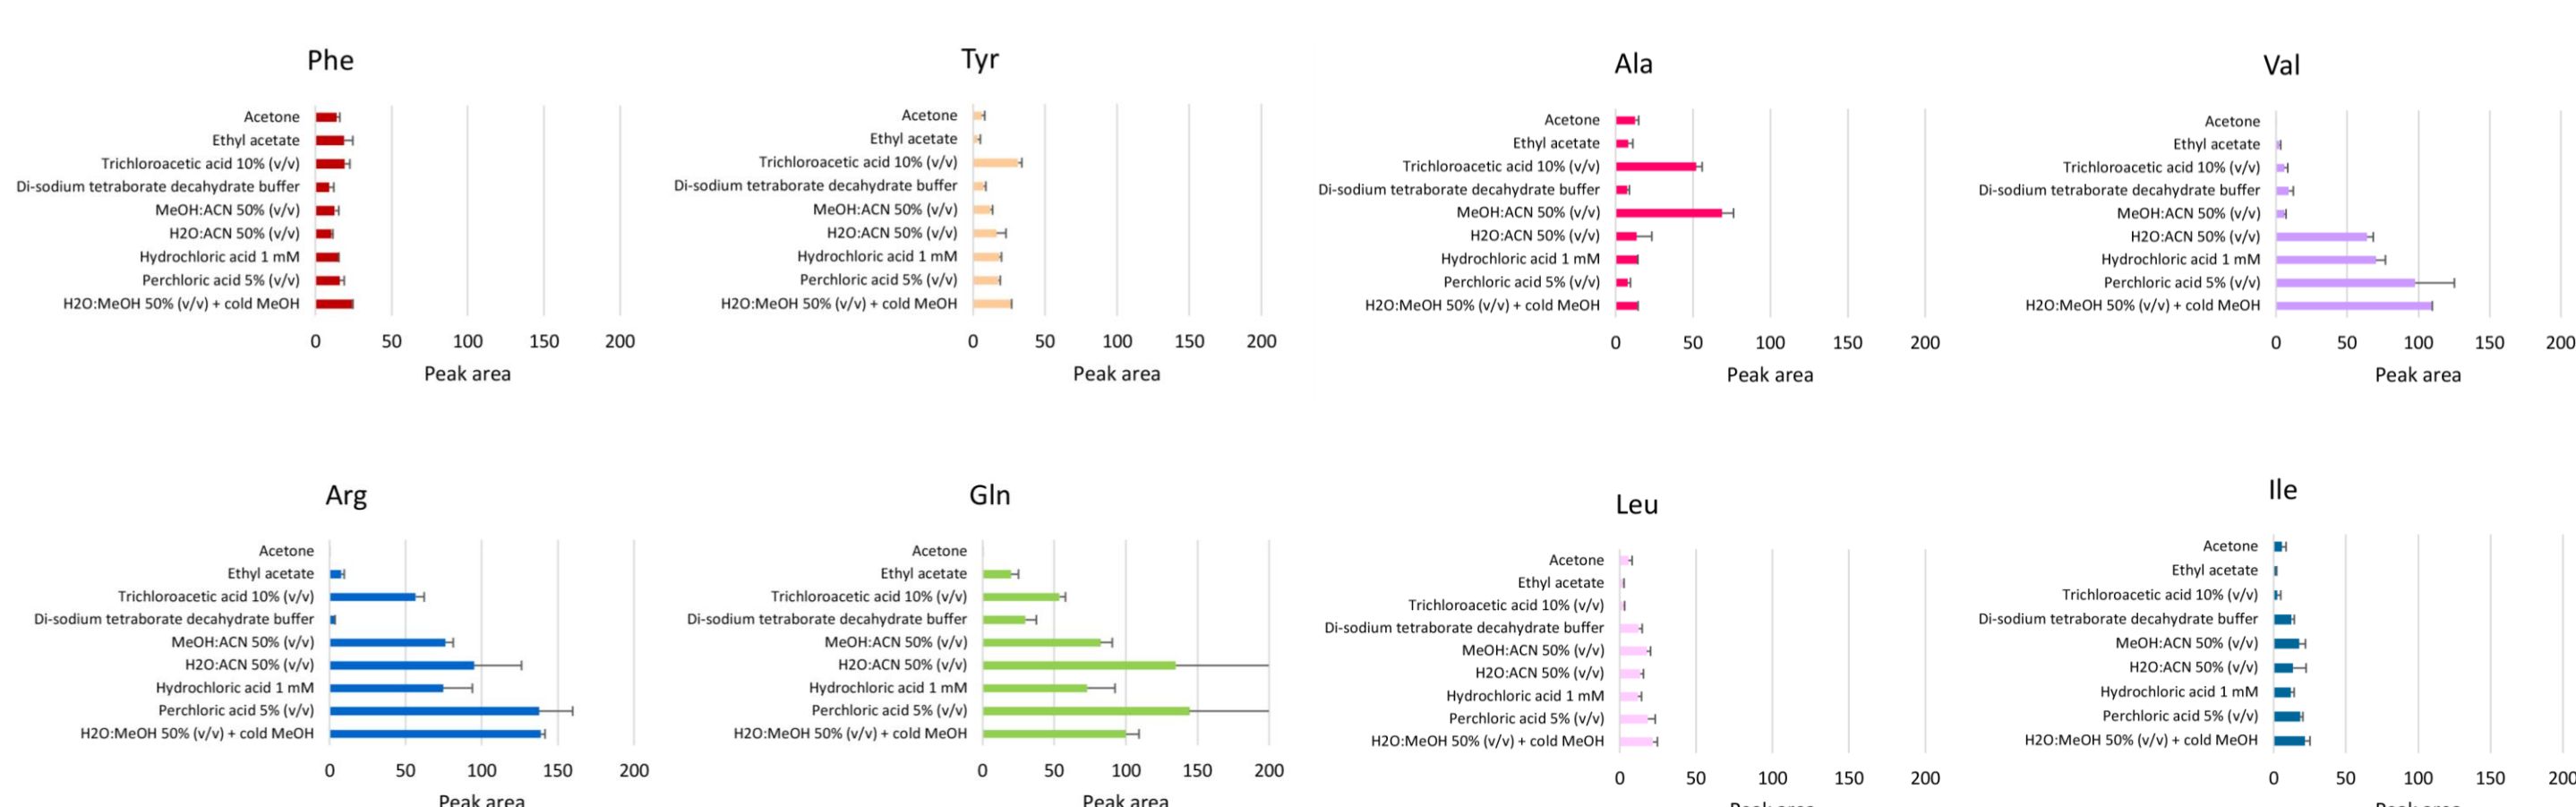 Phe
Acetone
Ethyl acetate
Trichloroacetic acid 10% (v/v)
Di-sodium tetraborate decahydrate buffer
MeOH:ACN 50% (v/v)
H2O:ACN 50% (v/v)
Hydrochloric acid 1 mM
Perchloric acid 5% (v/v)
H2O:MeOH 50% (v/v) + cold MeOH
0 50 100 150 200
Peak area
Tyr
Acetone
Ethyl acetate
Trichloroacetic acid 10% (v/v)
Di-sodium tetraborate decahydrate buffer
MeOH:ACN 50% (v/v)
H2O:ACN 50% (v/v)
Hydrochloric acid 1 mM
Perchloric acid 5% (v/v)
H2O:MeOH 50% (v/v) + cold MeOH
0 50 100 150 200
Peak area
Ala
Acetone
Ethyl acetate
Trichloroacetic acid 10% (v/v)
Di-sodium tetraborate decahydrate buffer
MeOH:ACN 50% (v/v)
H2O:ACN 50% (v/v)
Hydrochloric acid 1 mM
Perchloric acid 5% (v/v)
H2O:MeOH 50% (v/v) + cold MeOH
0 50 100 150 200
Peak area
Val
Acetone
Ethyl acetate
Trichloroacetic acid 10% (v/v)
Di-sodium tetraborate decahydrate buffer
MeOH:ACN 50% (v/v)
H2O:ACN 50% (v/v)
Hydrochloric acid 1 mM
Perchloric acid 5% (v/v)
H2O:MeOH 50% (v/v) + cold MeOH
0 50 100 150 200
Peak area
Arg
Acetone
Ethyl acetate
Trichloroacetic acid 10% (v/v)
Di-sodium tetraborate decahydrate buffer
MeOH:ACN 50% (v/v)
H2O:ACN 50% (v/v)
Hydrochloric acid 1 mM
Perchloric acid 5% (v/v)
H2O:MeOH 50% (v/v) + cold MeOH
0 50 100 150 200
Peak area
Gln
Acetone
Ethyl acetate
Trichloroacetic acid 10% (v/v)
Di-sodium tetraborate decahydrate buffer
MeOH:ACN 50% (v/v)
H2O:ACN 50% (v/v)
Hydrochloric acid 1 mM
Perchloric acid 5% (v/v)
H2O:MeOH 50% (v/v) + cold MeOH
0 50 100 150 200
Peak area
Leu
Acetone
Ethyl acetate
Trichloroacetic acid 10% (v/v)
Di-sodium tetraborate decahydrate buffer
MeOH:ACN 50% (v/v)
H2O:ACN 50% (v/v)
Hydrochloric acid 1 mM
Perchloric acid 5% (v/v)
H2O:MeOH 50% (v/v) + cold MeOH
0 50 100 150 200
Ile
Acetone
Ethyl acetate
Trichloroacetic acid 10% (v/v)
Di-sodium tetraborate decahydrate buffer
MeOH:ACN 50% (v/v)
H2O:ACN 50% (v/v)
Hydrochloric acid 1 mM
Perchloric acid 5% (v/v)
H2O:MeOH 50% (v/v) + cold MeOH
0 50 100 150 200